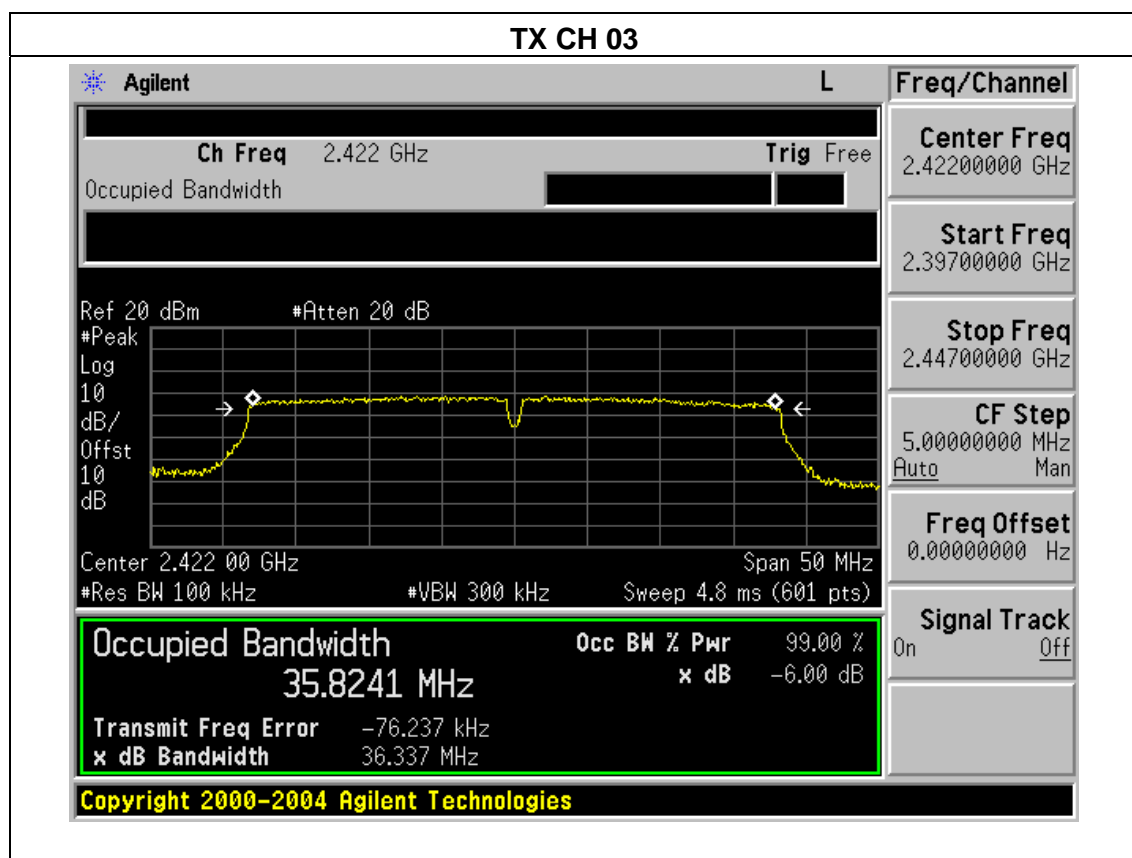 TX CH 03
Agilent L
Ch Freq 2.422 GHz Trig Free
Occupied Bandwidth
Ref 20 dBm #Atten 20 dB
#Peak
Log
10
dB/
Offst
10
dB
Center 2.422 00 GHz Span 50 MHz
#Res BW 100 kHz #VBW 300 kHz Sweep 4.8 ms (601 pts)
Occupied Bandwidth Occ BW % Pwr 99.00 %
35.8241 MHz x dB -6.00 dB
Transmit Freq Error -76.237 kHz
x dB Bandwidth 36.337 MHz
Copyright 2000-2004 Agilent Technologies
Freq/Channel
Center Freq
2.42200000 GHz
Start Freq
2.39700000 GHz
Stop Freq
2.44700000 GHz
CF Step
5.00000000 MHz
Auto Man
Freq Offset
0.00000000 Hz
Signal Track
On Off